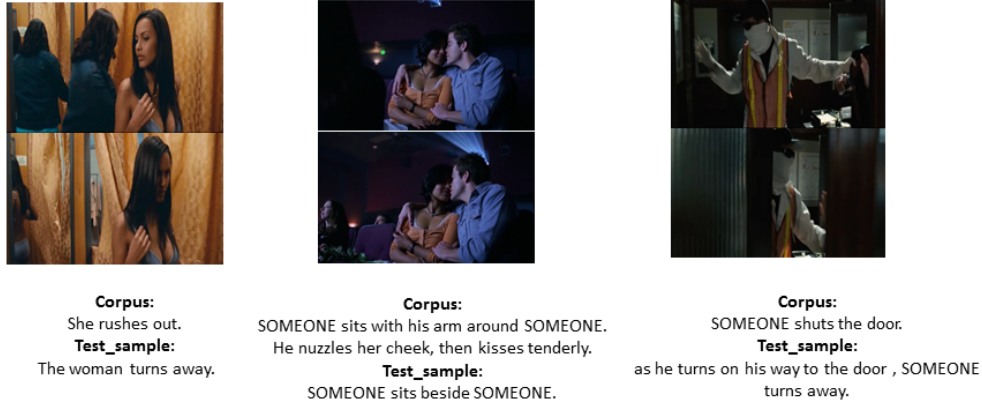 Corpus:
She rushes out.
Test_sample:
The woman turns away.
Corpus:
SOMEONE sits with his arm around SOMEONE.
He nuzzles her cheek, then kisses tenderly.
Test_sample:
SOMEONE sits beside SOMEONE.
Corpus:
SOMEONE shuts the door.
Test_sample:
as he turns on his way to the door , SOMEONE
turns away.